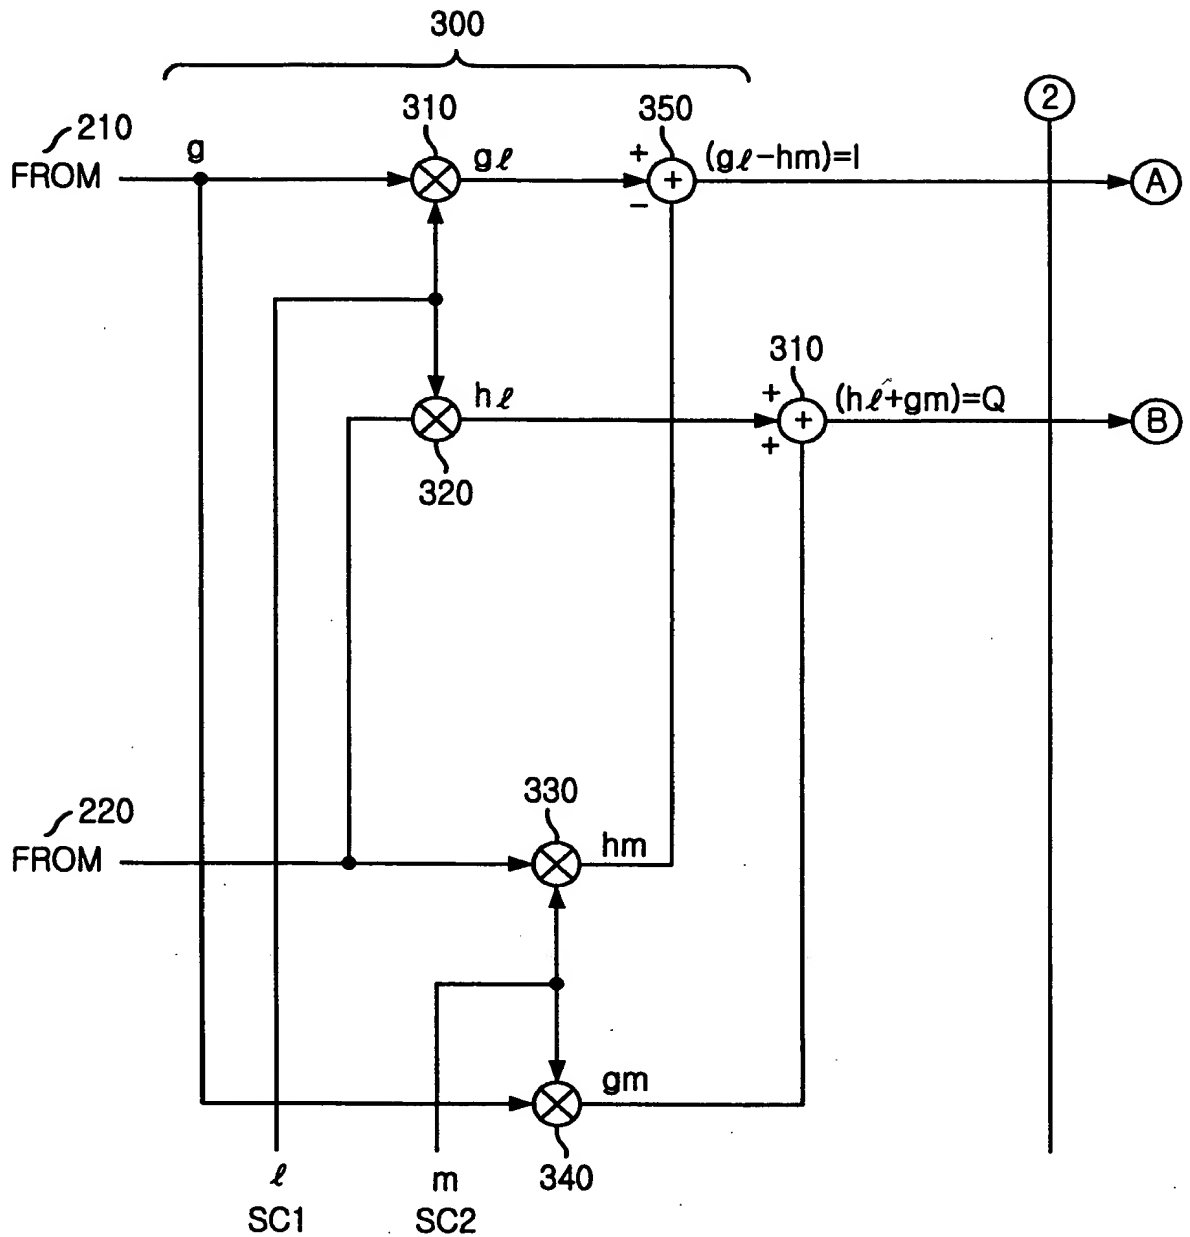 300
310
350
2
210
g
gℓ
+
(gℓ-hm)=I
FROM
+
A
-
310
hℓ
+
(hℓ+gm)=Q
+
B
+
320
330
220
hm
FROM
gm
340
ℓ
m
SC1
SC2